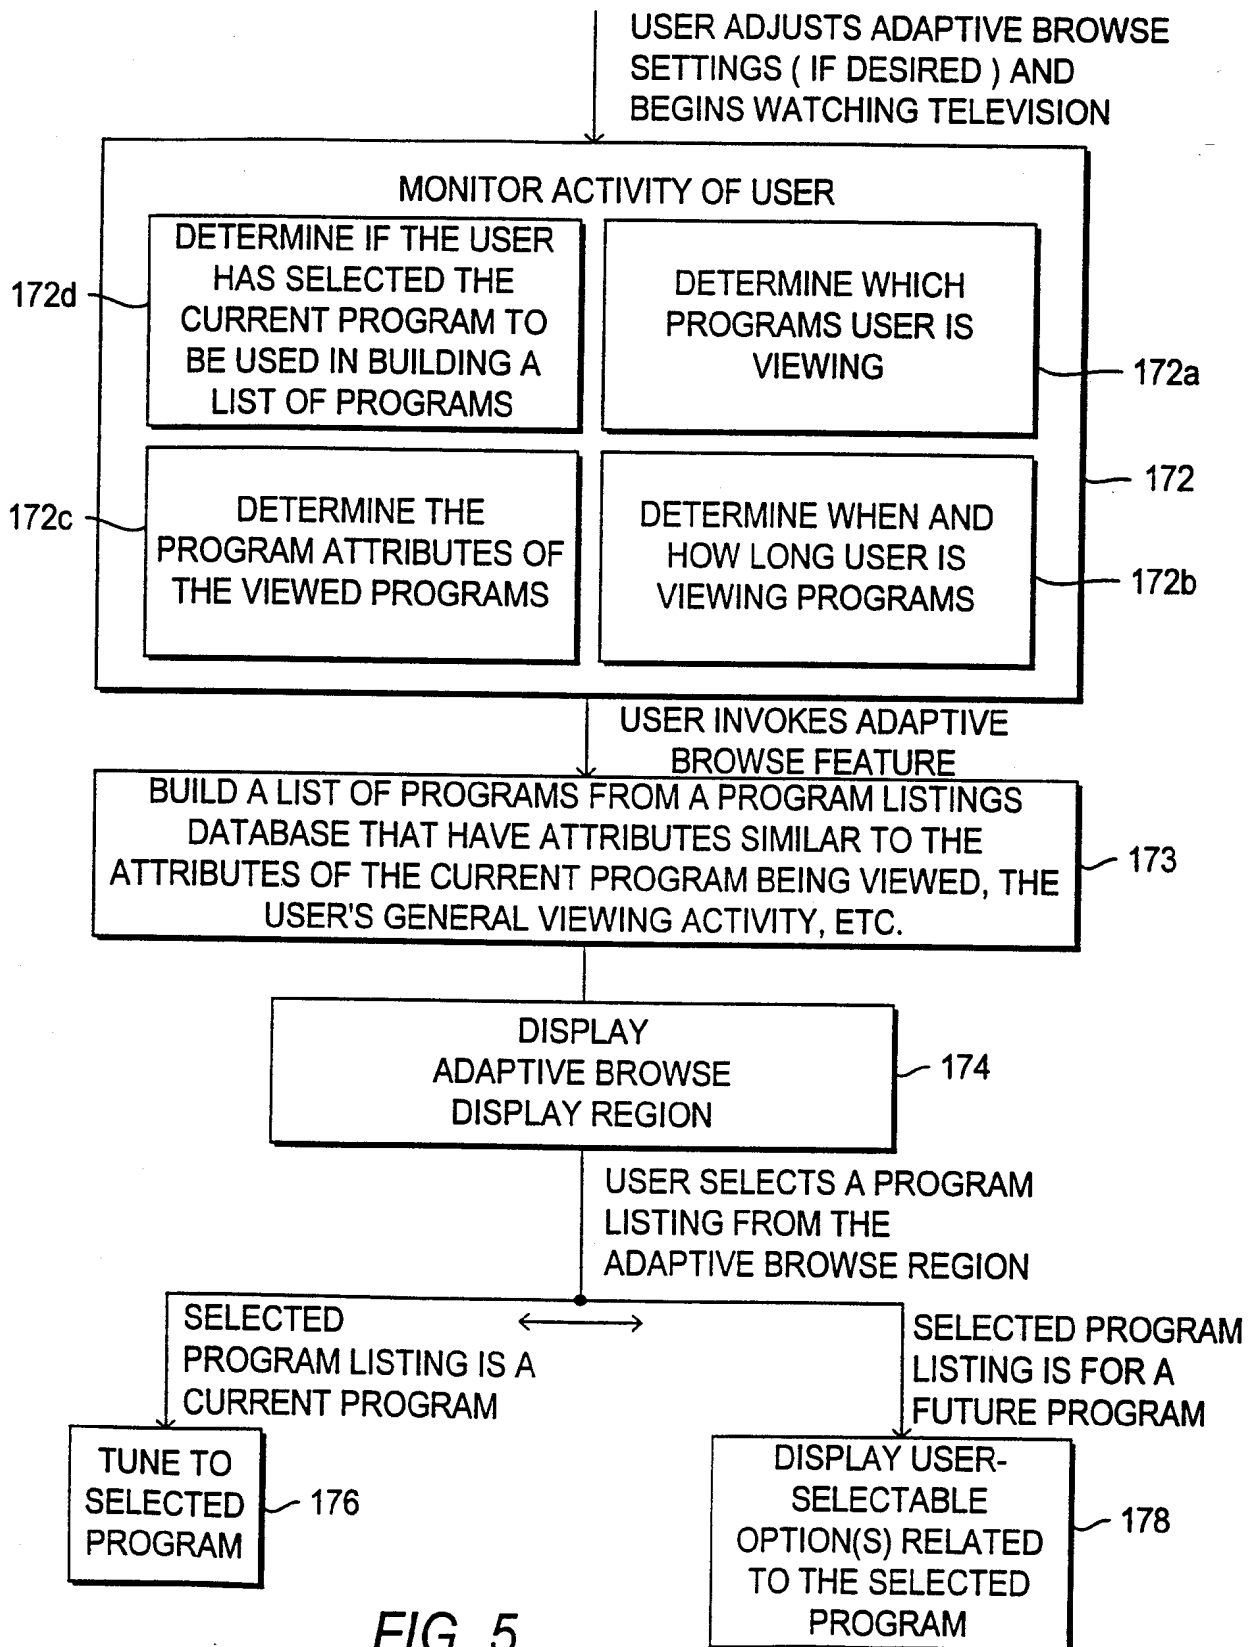 USER ADJUSTS ADAPTIVE BROWSE
SETTINGS ( IF DESIRED ) AND
BEGINS WATCHING TELEVISION
MONITOR ACTIVITY OF USER
172d
DETERMINE IF THE USER
HAS SELECTED THE
CURRENT PROGRAM TO
BE USED IN BUILDING A
LIST OF PROGRAMS
DETERMINE WHICH
PROGRAMS USER IS
VIEWING
172a
172
172c
DETERMINE THE
PROGRAM ATTRIBUTES OF
THE VIEWED PROGRAMS
DETERMINE WHEN AND
HOW LONG USER IS
VIEWING PROGRAMS
172b
USER INVOKES ADAPTIVE
BROWSE FEATURE
BUILD A LIST OF PROGRAMS FROM A PROGRAM LISTINGS
DATABASE THAT HAVE ATTRIBUTES SIMILAR TO THE
ATTRIBUTES OF THE CURRENT PROGRAM BEING VIEWED, THE
USER'S GENERAL VIEWING ACTIVITY, ETC.
173
DISPLAY
ADAPTIVE BROWSE
DISPLAY REGION
174
USER SELECTS A PROGRAM
LISTING FROM THE
ADAPTIVE BROWSE REGION
SELECTED
PROGRAM LISTING IS A
CURRENT PROGRAM
SELECTED PROGRAM
LISTING IS FOR A
FUTURE PROGRAM
TUNE TO
SELECTED
PROGRAM
176
DISPLAY USER-
SELECTABLE
OPTION(S) RELATED
TO THE SELECTED
PROGRAM
178
FIG. 5